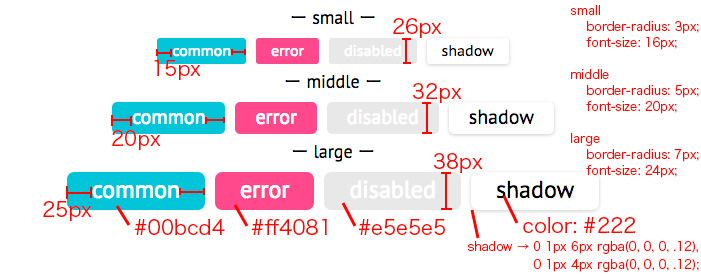 — small —
common
error
disabled
shadow
26px
15px
— middle —
common
error
disabled
shadow
32px
20px
— large —
common
error
disabled
shadow
38px
25px
#00bcd4
#ff4081
#e5e5e5
color: #222
shadow → 0 1px 6px rgba(0, 0, 0, .12),
0 1px 4px rgba(0, 0, 0, .12);
small
border-radius: 3px;
font-size: 16px;
middle
border-radius: 5px;
font-size: 20px;
large
border-radius: 7px;
font-size: 24px;